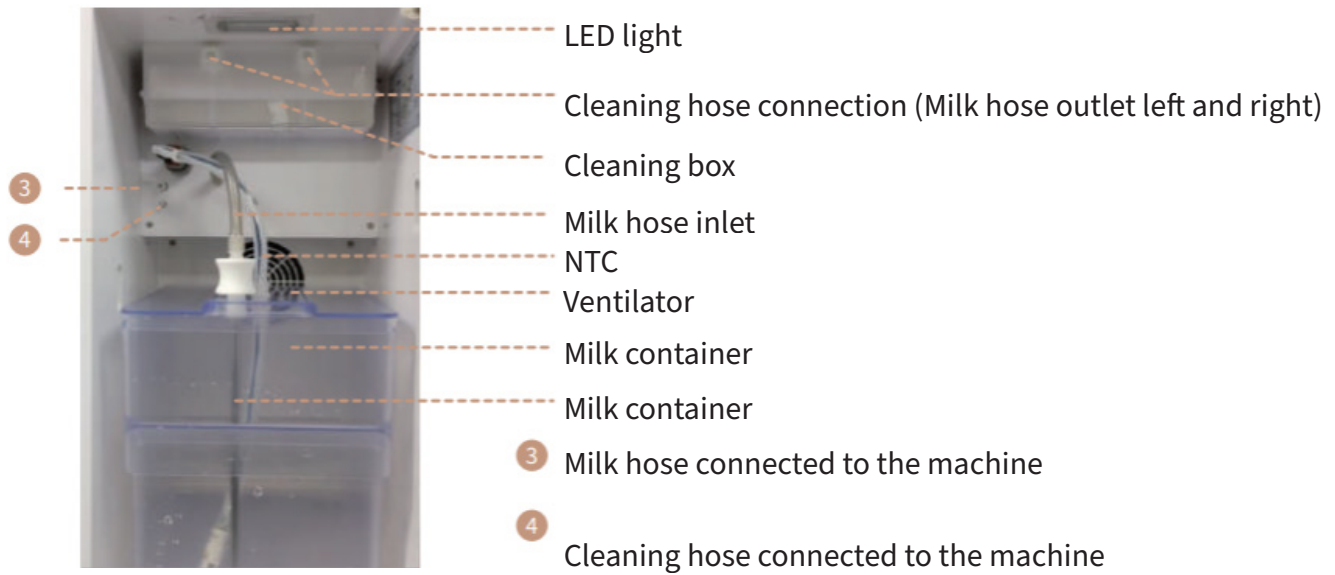 LED light
Cleaning hose connection (Milk hose outlet left and right)
Cleaning box
3
Milk hose inlet
4
NTC
Ventilator
Milk container
Milk container
3 Milk hose connected to the machine
4
Cleaning hose connected to the machine